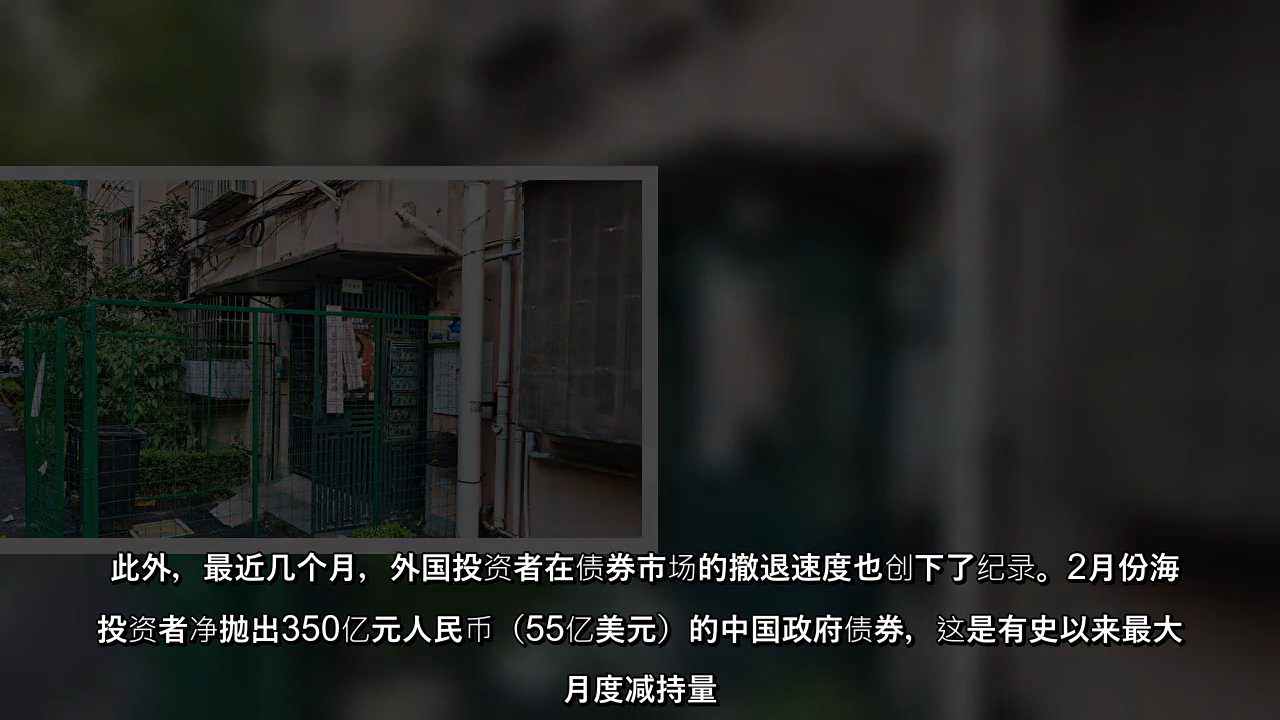 此外，最近几个月，外国投资者在债券市场的撤退速度也创下了纪录。2月份海
投资者净抛出350亿元人民币（55亿美元）的中国政府债券，这是有史以来最大
月度减持量